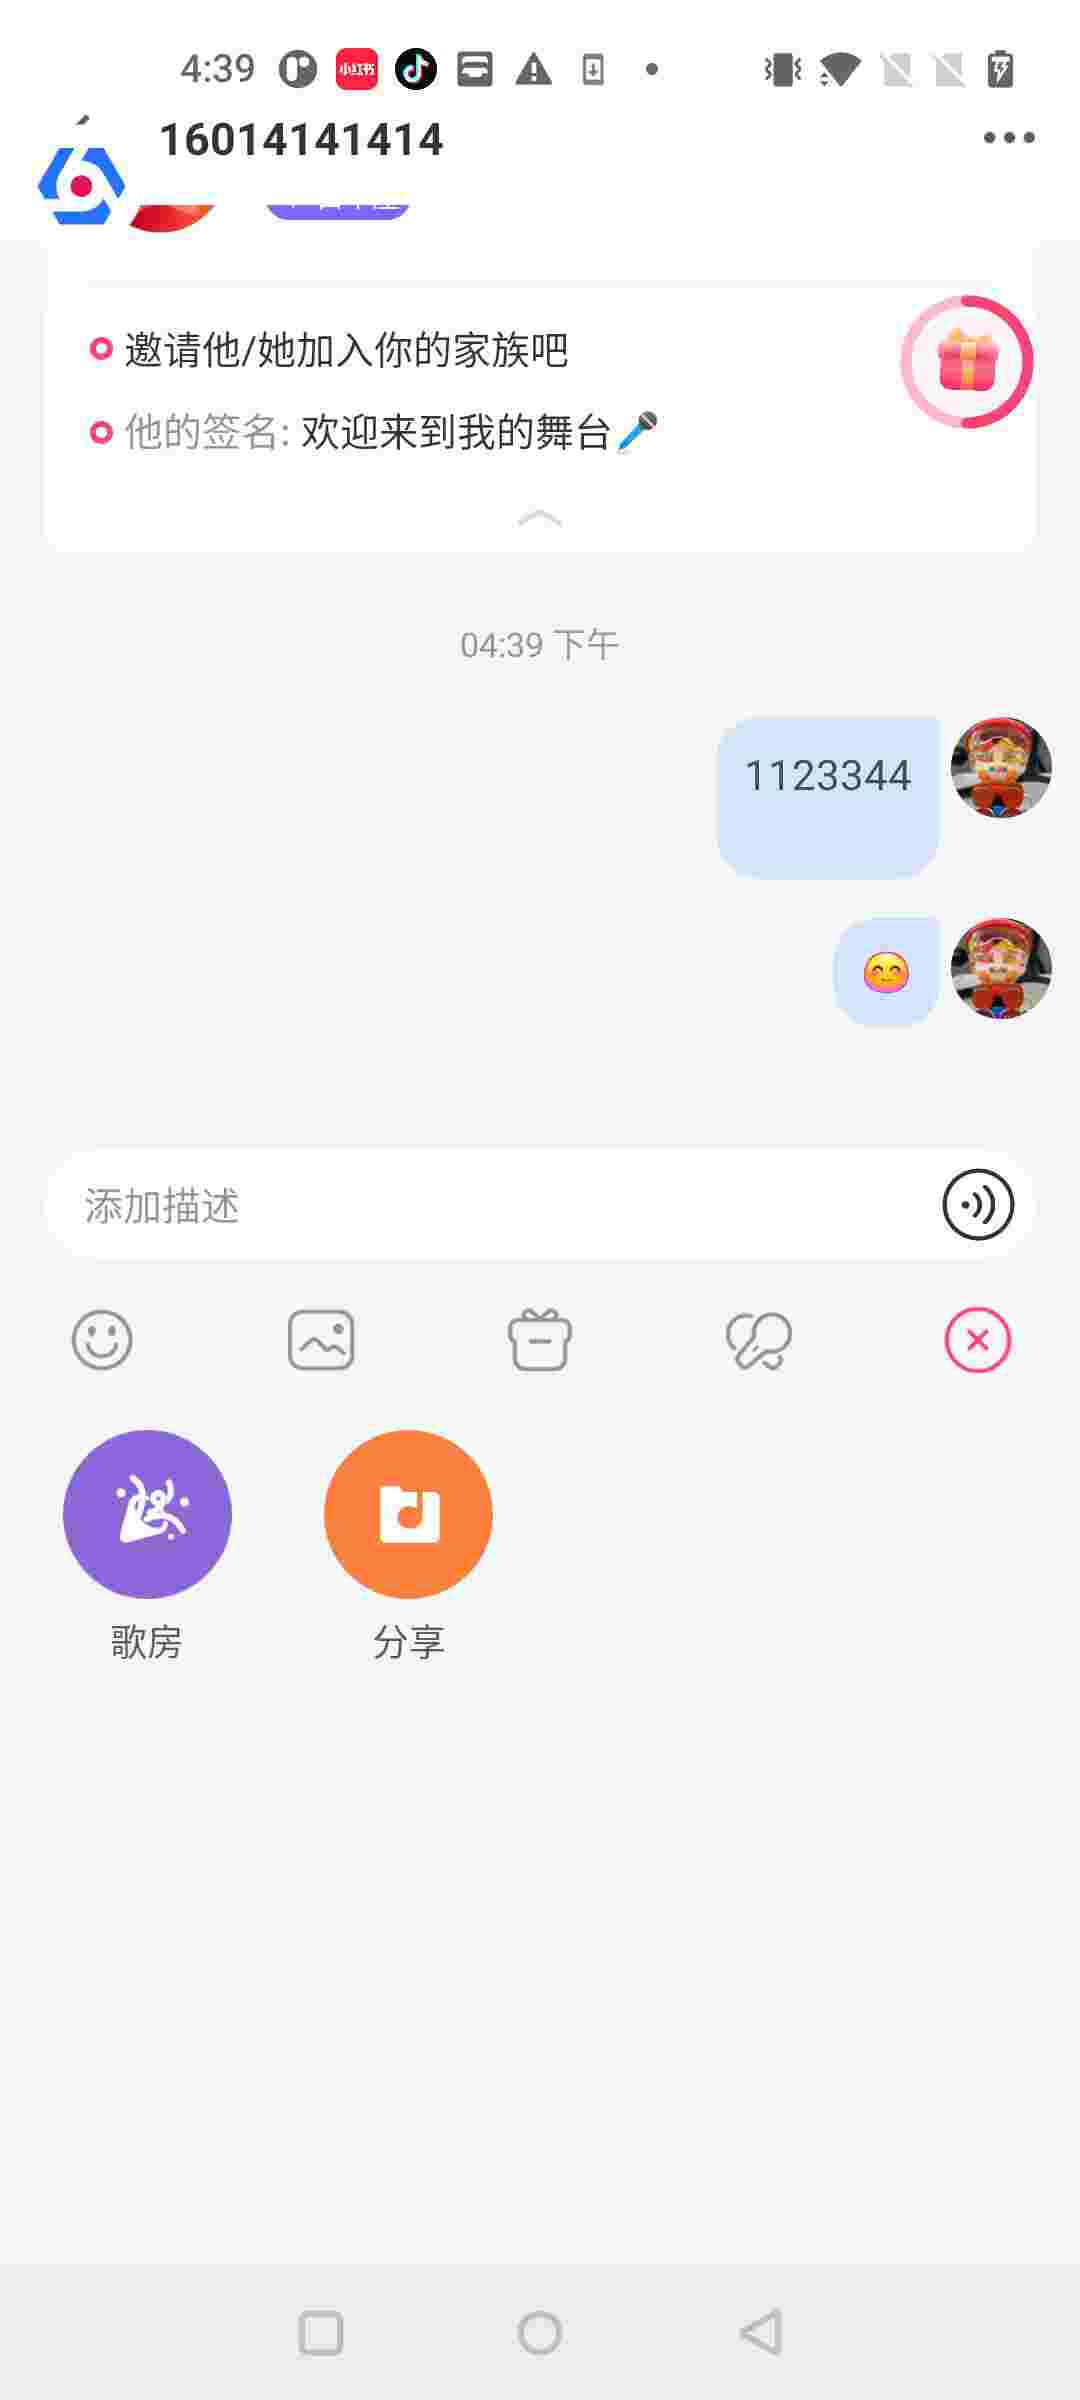 4:39
小红书
16014141414
邀请他/她加入你的家族吧
他的签名: 欢迎来到我的舞台🎤
04:39 下午
1123344
😊
添加描述
歌房
分享